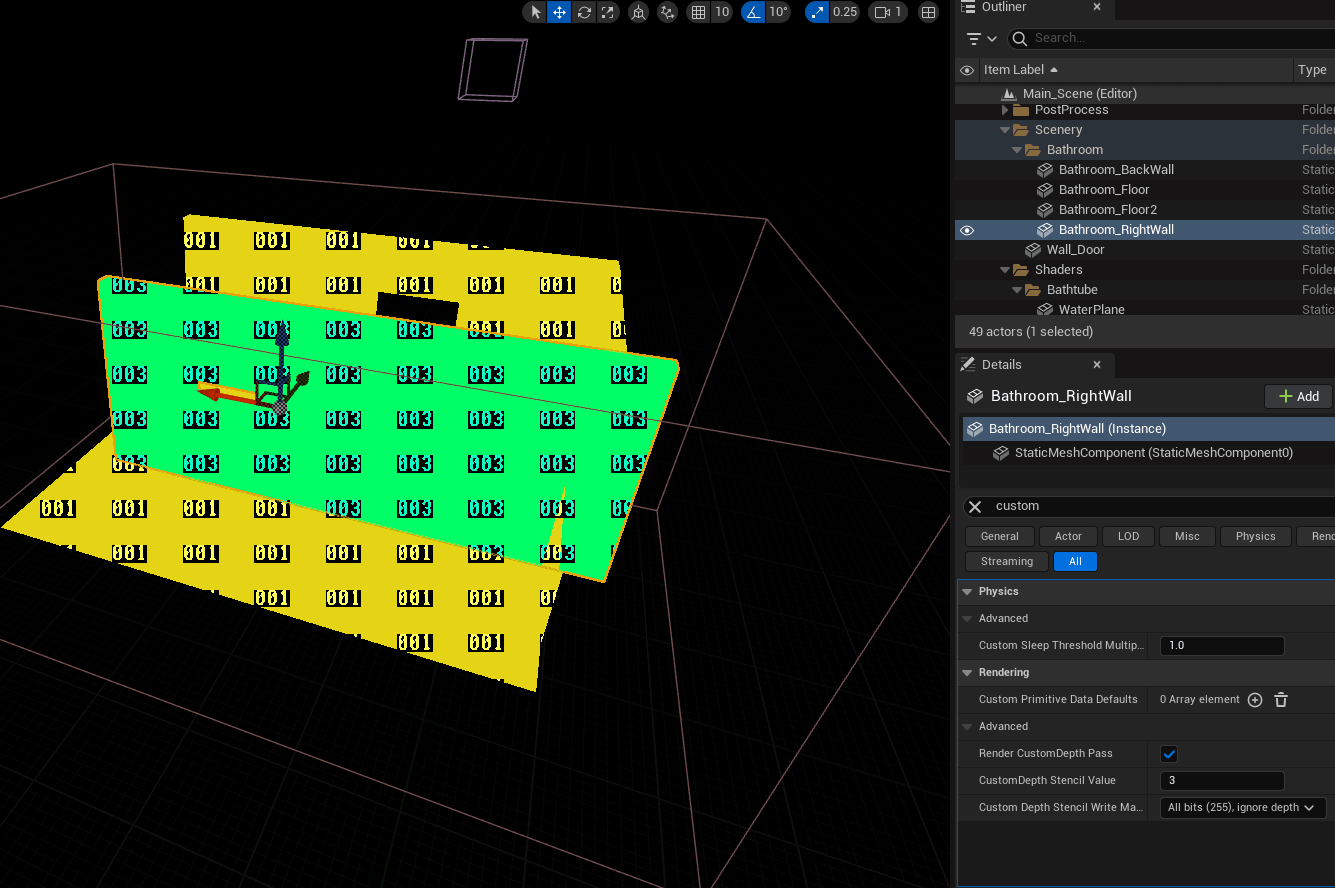 10 10° 0.25 1
Outliner
Search...
Item Label Type
Main_Scene (Editor)
PostProcess Folder
Scenery Folder
Bathroom Folder
Bathroom_BackWall Static
Bathroom_Floor Static
Bathroom_Floor2 Static
Bathroom_RightWall Static
Wall_Door Static
Shaders Folder
Bathtube Folder
WaterPlane Static
49 actors (1 selected)
Details
Bathroom_RightWall
Add
Bathroom_RightWall (Instance)
StaticMeshComponent (StaticMeshComponent0)
custom
General Actor LOD Misc Physics Rend
Streaming All
Physics
Advanced
Custom Sleep Threshold Multip... 1.0
Rendering
Custom Primitive Data Defaults 0 Array element
Advanced
Render CustomDepth Pass
CustomDepth Stencil Value 3
Custom Depth Stencil Write Ma... All bits (255), ignore depth
001 001 001 001
003 001 001 001 001 001
003 003 003 003 001 001
003 003 003 003 003 003 003 003
003 003 003 003 003 003 003
003 003 003 003 003 003 003
001 001 001 003 003 003 003
001 001 001 001 003 003
001 001 001 001
001 001